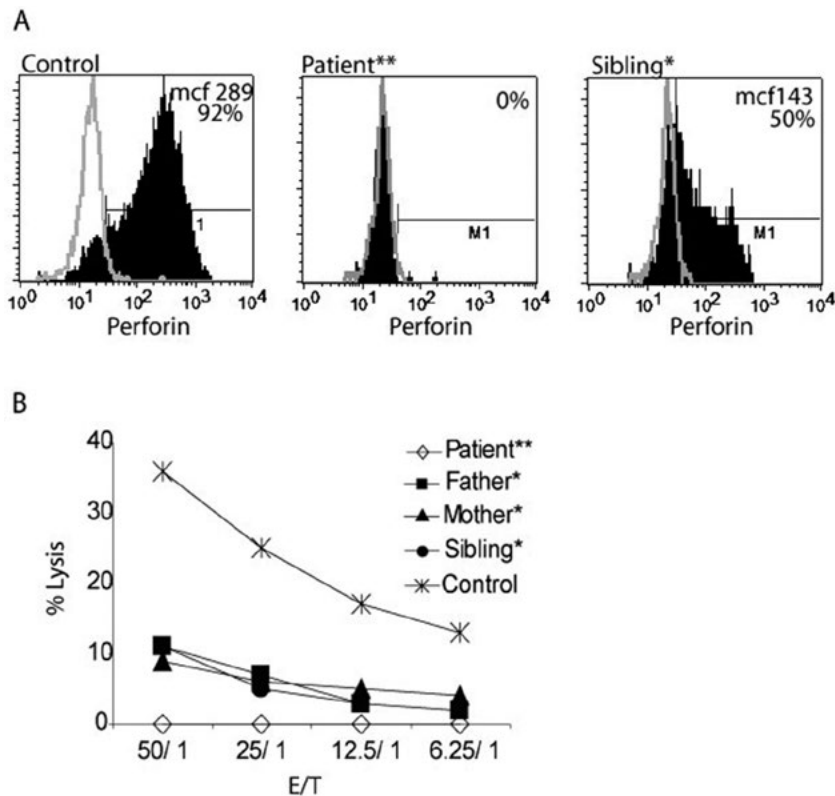 A
Control
mcf 289
92%
1
10^0 10^1 10^2 10^3 10^4
Perforin
Patient**
0%
M1
10^0 10^1 10^2 10^3 10^4
Perforin
Sibling*
mcf143
50%
M1
10^0 10^1 10^2 10^3 10^4
Perforin
B
% Lysis
40
30
20
10
0
Patient**
Father*
Mother*
Sibling*
Control
50/ 1 25/ 1 12.5/ 1 6.25/ 1
E/T